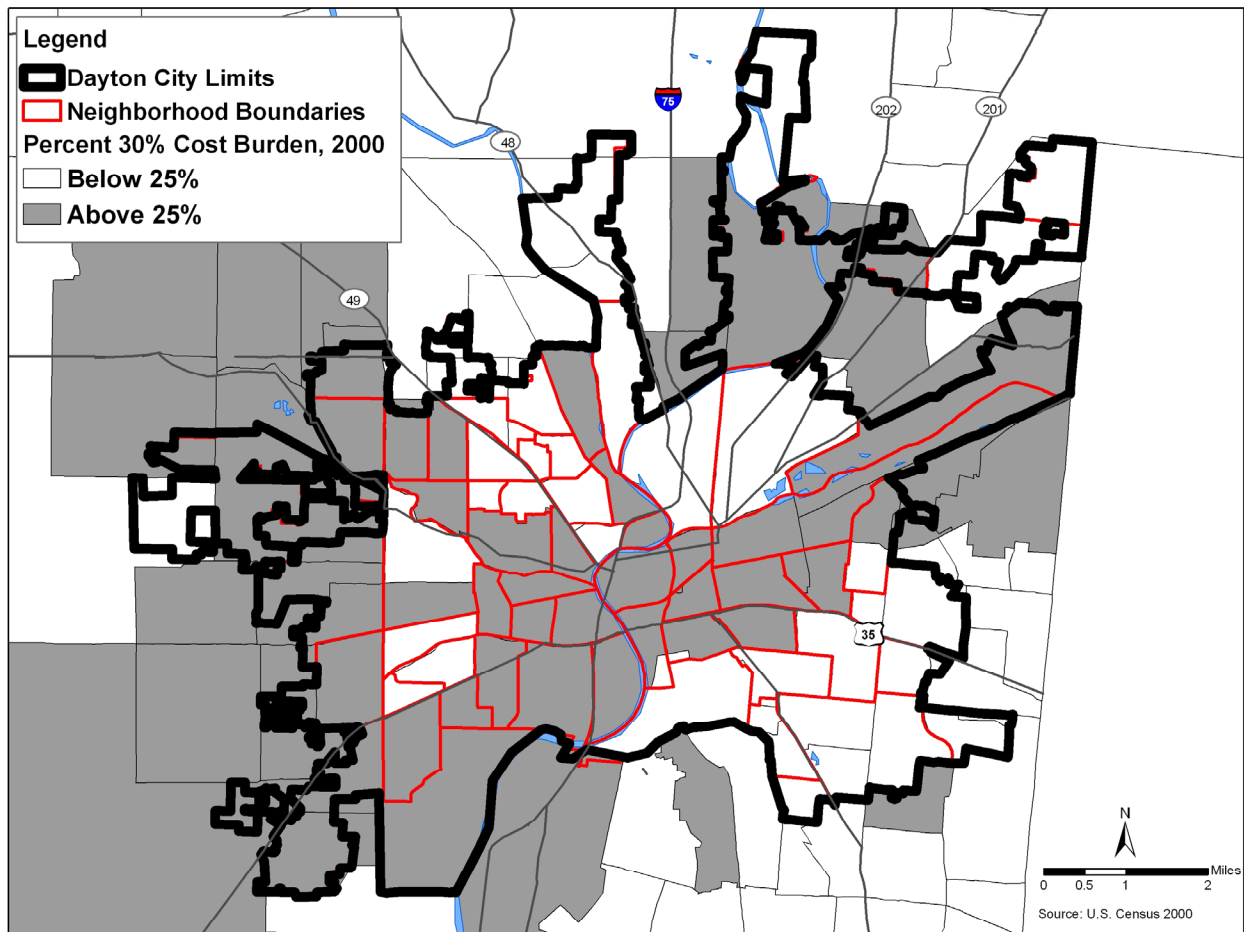 Legend
Dayton City Limits
Neighborhood Boundaries
Percent 30% Cost Burden, 2000
Below 25%
Above 25%
75
202
201
48
49
35
N
Miles
0 0.5 1 2
Source: U.S. Census 2000